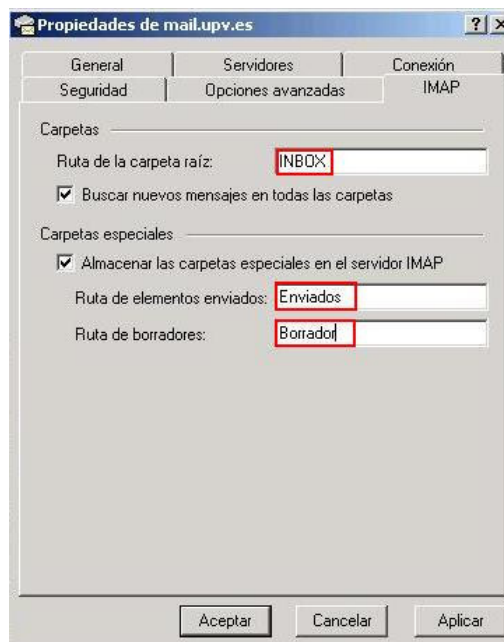 Propiedades de mail.upv.es
General Servidores Conexión
Seguridad Opciones avanzadas IMAP
Carpetas
Ruta de la carpeta raíz: INBOX
Buscar nuevos mensajes en todas las carpetas
Carpetas especiales
Almacenar las carpetas especiales en el servidor IMAP
Ruta de elementos enviados: Enviados
Ruta de borradores: Borrador
Aceptar Cancelar Aplicar